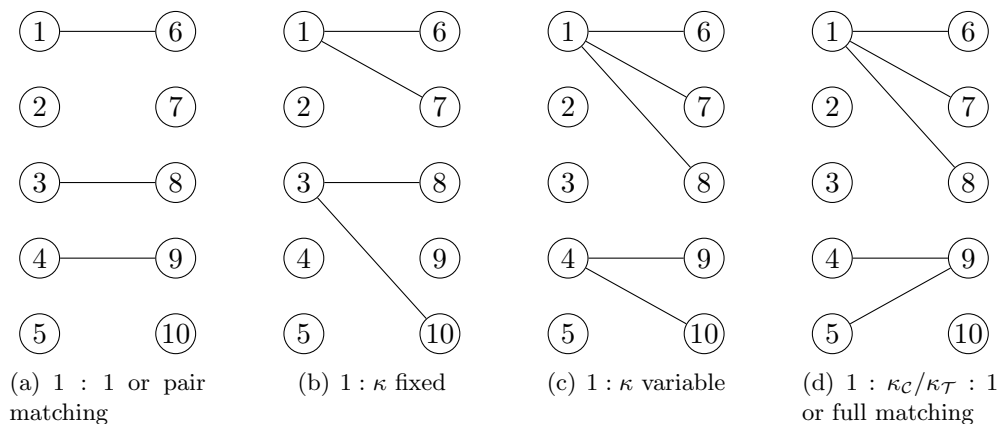 1 6 1 6 1 6 1 6
2 7 2 7 2 7 2 7
3 8 3 8 3 8 3 8
4 9 4 9 4 9 4 9
5 10 5 10 5 10 5 10
(a) 1 : 1 or pair
matching
(b) 1 : κ fixed
(c) 1 : κ variable
(d) 1 : κ_C/κ_T : 1
or full matching